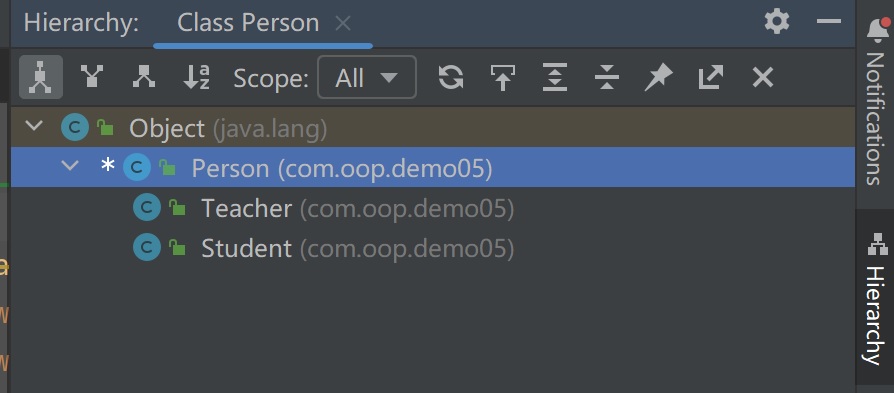 Hierarchy: Class Person
Scope: All
Object (java.lang)
Person (com.oop.demo05)
Teacher (com.oop.demo05)
Student (com.oop.demo05)
Notifications
Hierarchy